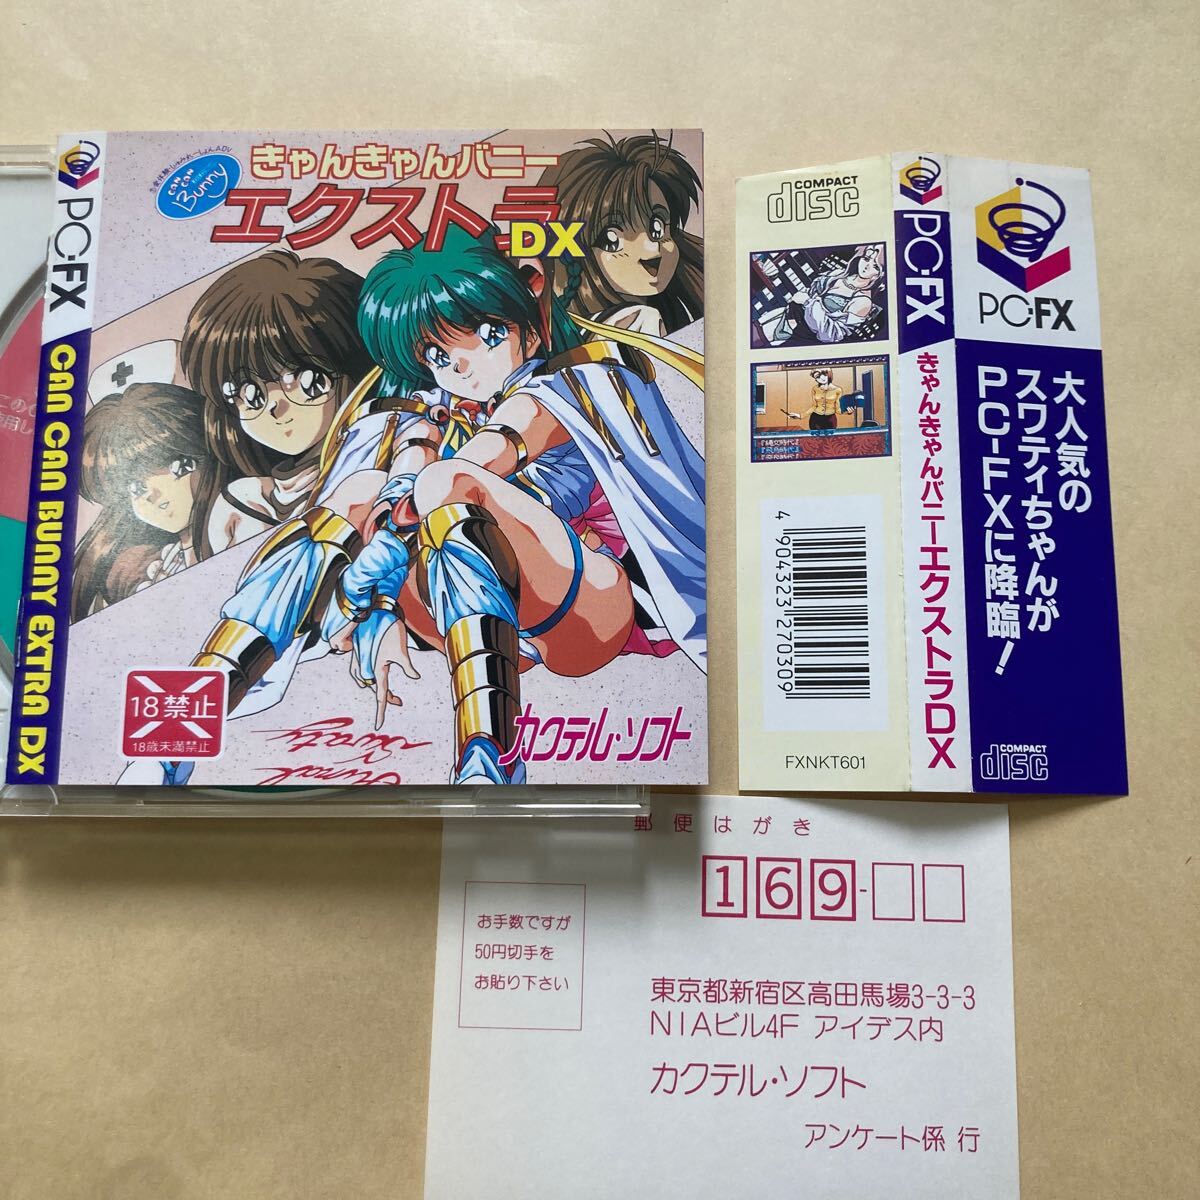 PC-FX
CAN CAN BUNNY EXTRA DX
CAN CAN
Bunny
きゃんきゃんバニー
エクストラ
DX
18禁止
18歳未満禁止
カクテル・ソフト
COMPACT
disc
『縄文時代』
4 904323 270309
FXNKT601
PC-FX
きゃんきゃんバニーエクストラDX
PC-FX
大人気の
スワティちゃんが
PC-FXに降臨!
COMPACT
disc
郵便はがき
169-
お手数ですが
50円切手を
お貼り下さい
東京都新宿区高田馬場3-3-3
NIAビル4F アイデス内
カクテル・ソフト
アンケート係 行